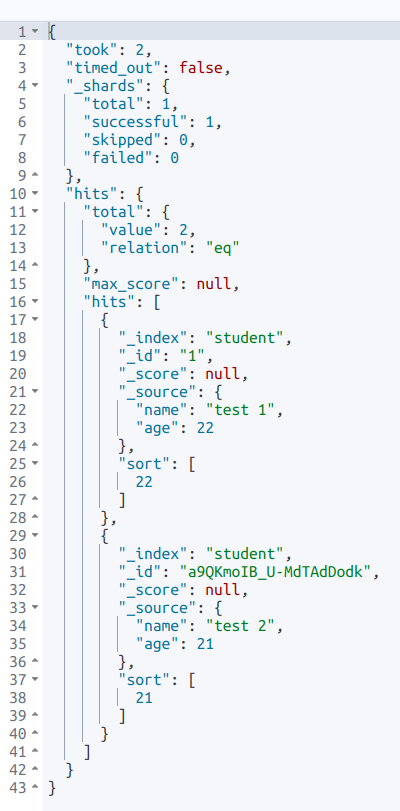 1 {
2 "took": 2,
3 "timed_out": false,
4 "_shards": {
5 "total": 1,
6 "successful": 1,
7 "skipped": 0,
8 "failed": 0
9 },
10 "hits": {
11 "total": {
12 "value": 2,
13 "relation": "eq"
14 },
15 "max_score": null,
16 "hits": [
17 {
18 "_index": "student",
19 "_id": "1",
20 "_score": null,
21 "_source": {
22 "name": "test 1",
23 "age": 22
24 },
25 "sort": [
26 22
27 ]
28 },
29 {
30 "_index": "student",
31 "_id": "a9QKmoIB_U-MdTAdDodk",
32 "_score": null,
33 "_source": {
34 "name": "test 2",
35 "age": 21
36 },
37 "sort": [
38 21
39 ]
40 }
41 ]
42 }
43 }